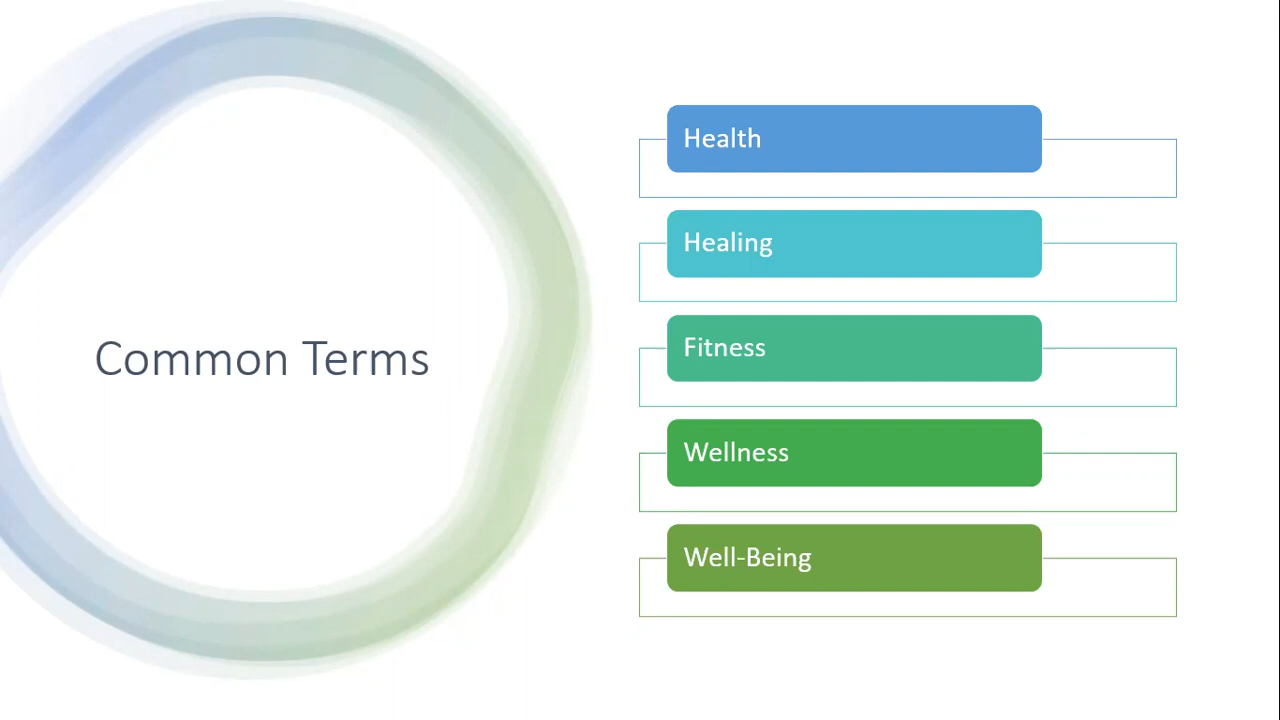 Common Terms
Health
Healing
Fitness
Wellness
Well-Being